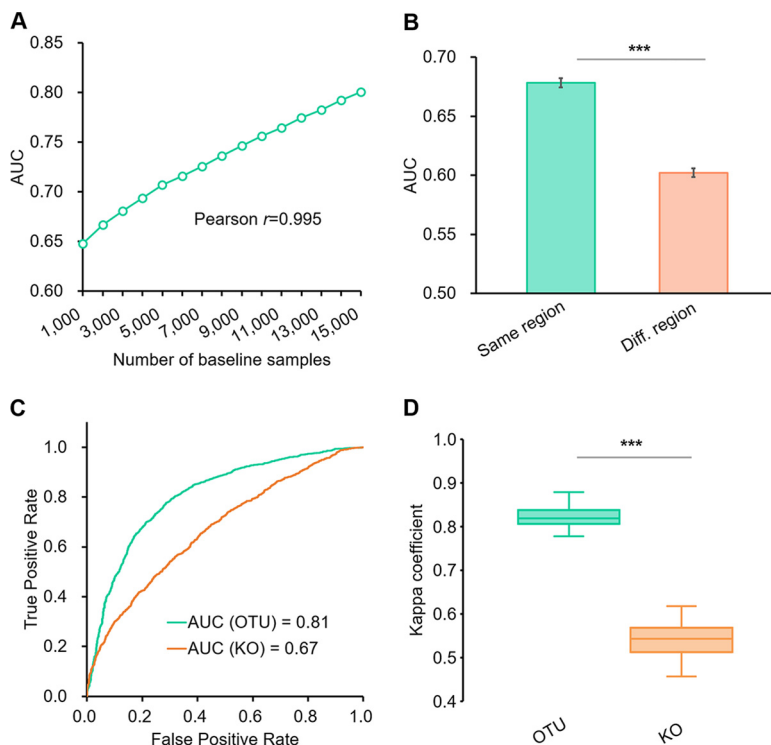 A
0.85
0.80
0.75
0.70
0.65
0.60
AUC
Pearson r=0.995
1,000
3,000
5,000
7,000
9,000
11,000
13,000
15,000
Number of baseline samples
B
0.70
0.65
0.60
0.55
0.50
AUC
***
Same region
Diff. region
C
1.0
0.8
0.6
0.4
0.2
0.0
True Positive Rate
AUC (OTU) = 0.81
AUC (KO) = 0.67
0.0
0.2
0.4
0.6
0.8
1.0
False Positive Rate
D
1.0
0.9
0.8
0.7
0.6
0.5
0.4
Kappa coefficient
***
OTU
KO